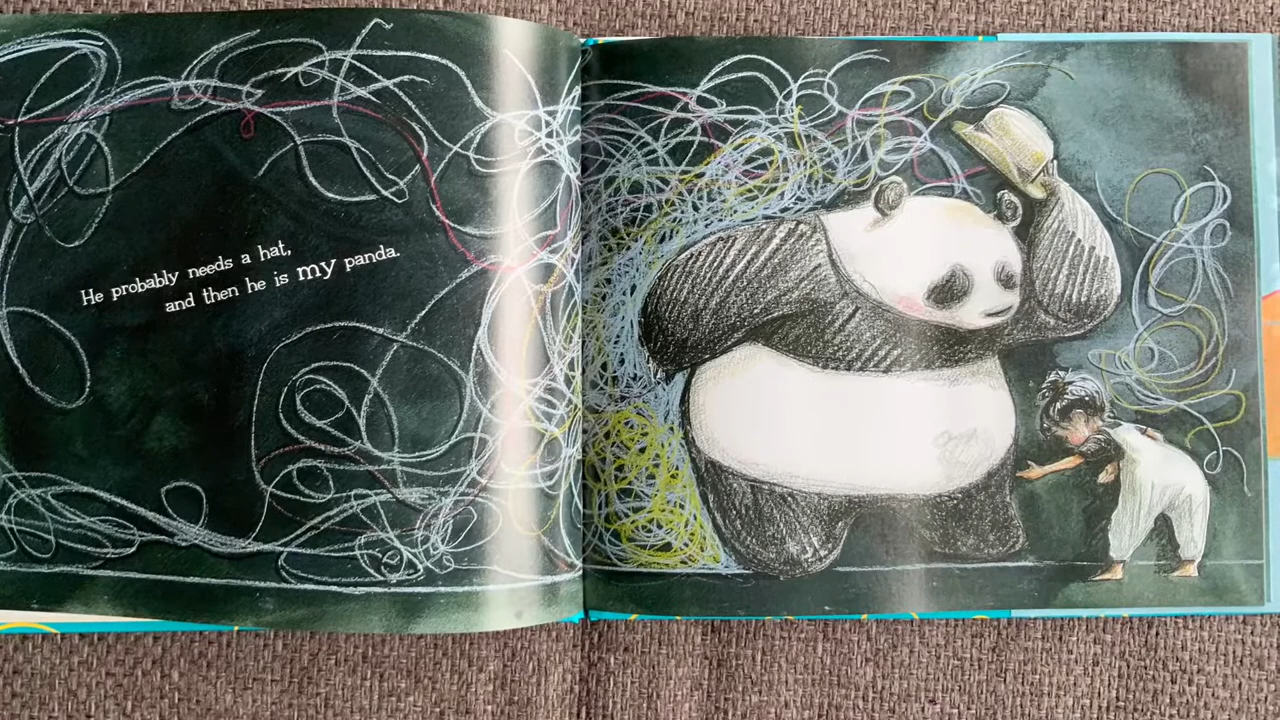 He probably needs a hat,
and then he is my panda.